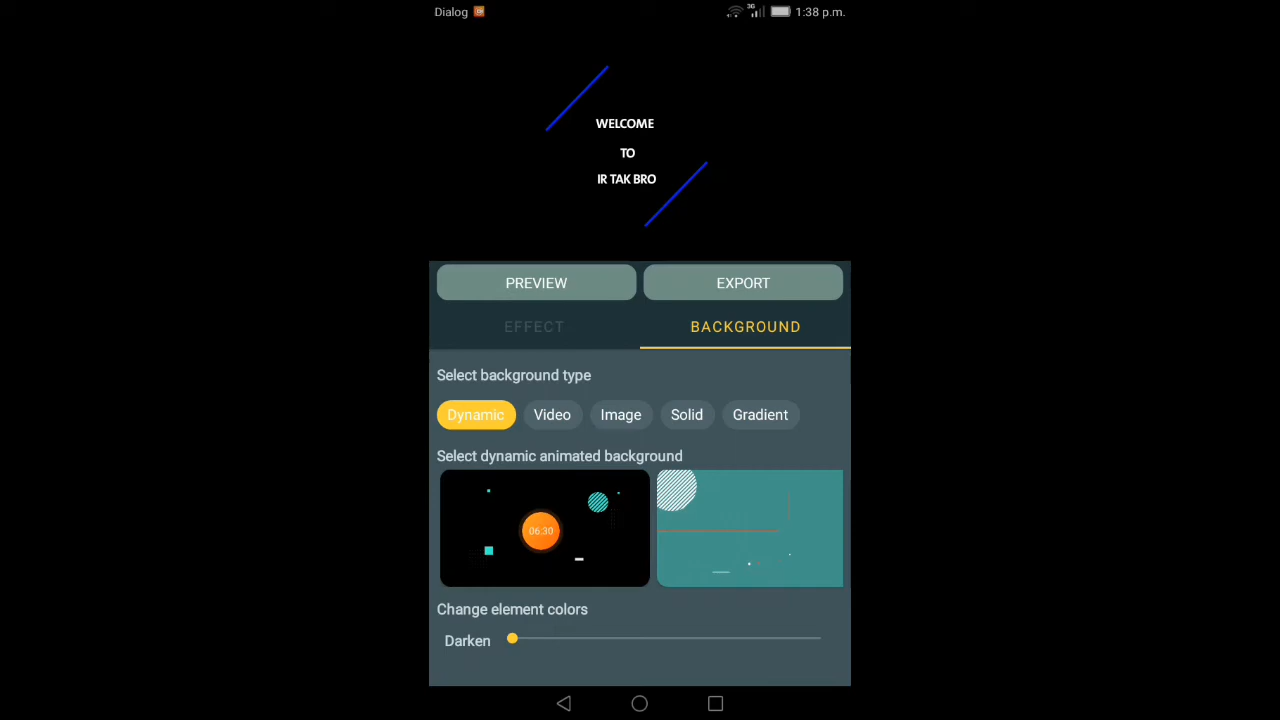 Dialog
3G 1:38 p.m.
WELCOME
TO
IR TAK BRO
PREVIEW
EXPORT
EFFECT
BACKGROUND
Select background type
Dynamic
Video
Image
Solid
Gradient
Select dynamic animated background
06:30
Change element colors
Darken